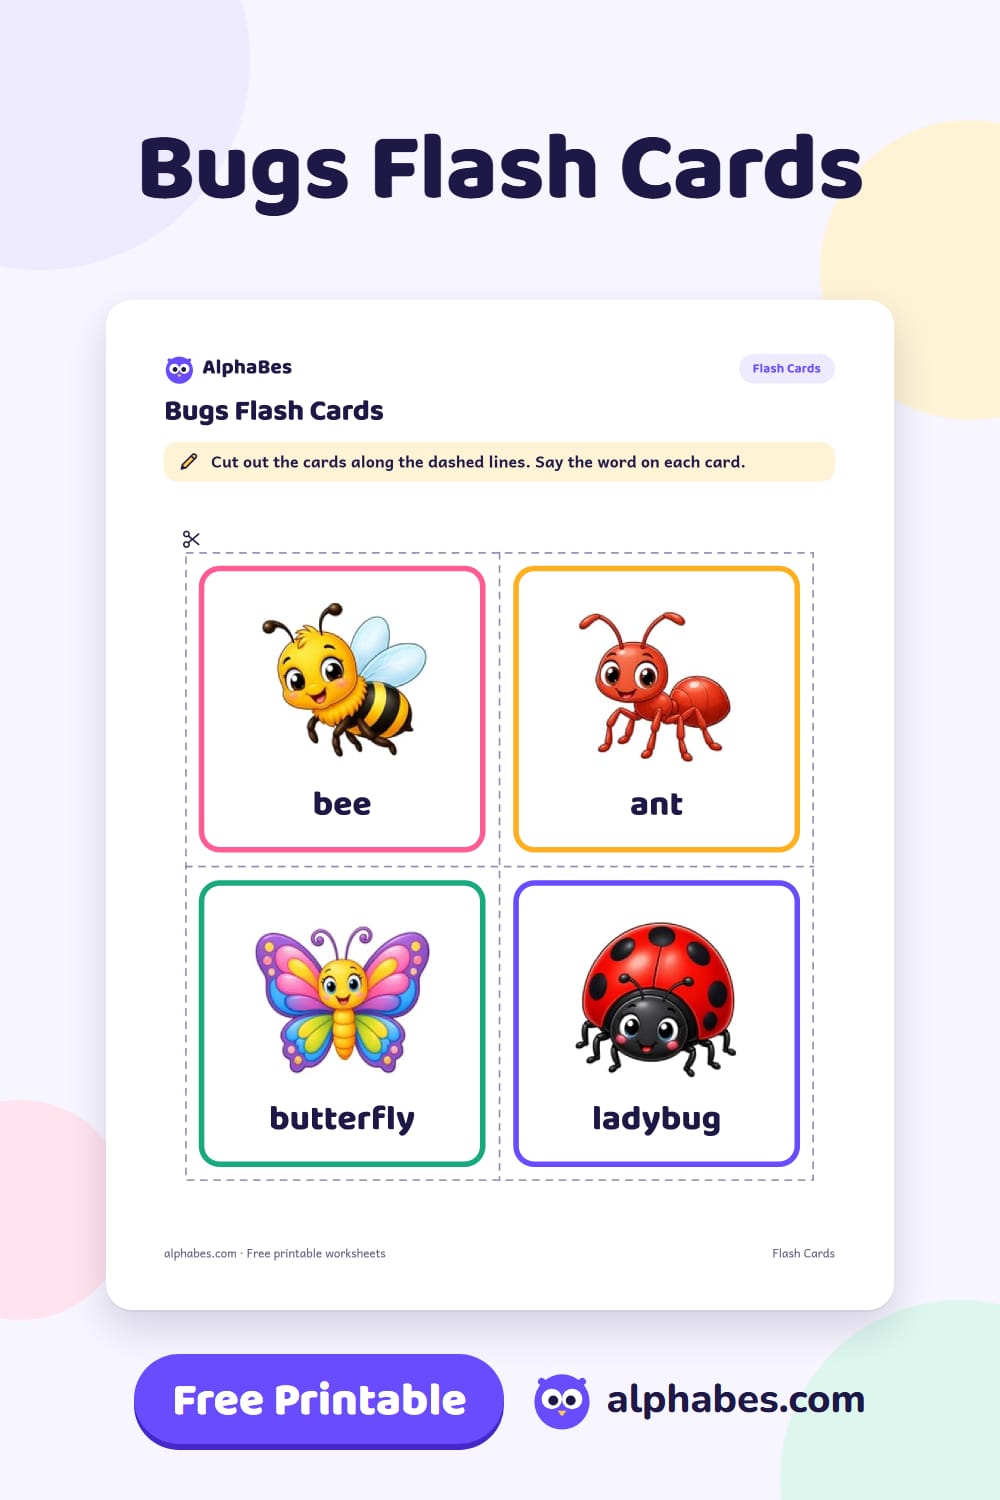 Bugs Flash Cards
AlphaBes
Flash Cards
Bugs Flash Cards
Cut out the cards along the dashed lines. Say the word on each card.
bee
ant
butterfly
ladybug
alphabes.com · Free printable worksheets
Flash Cards
Free Printable
alphabes.com